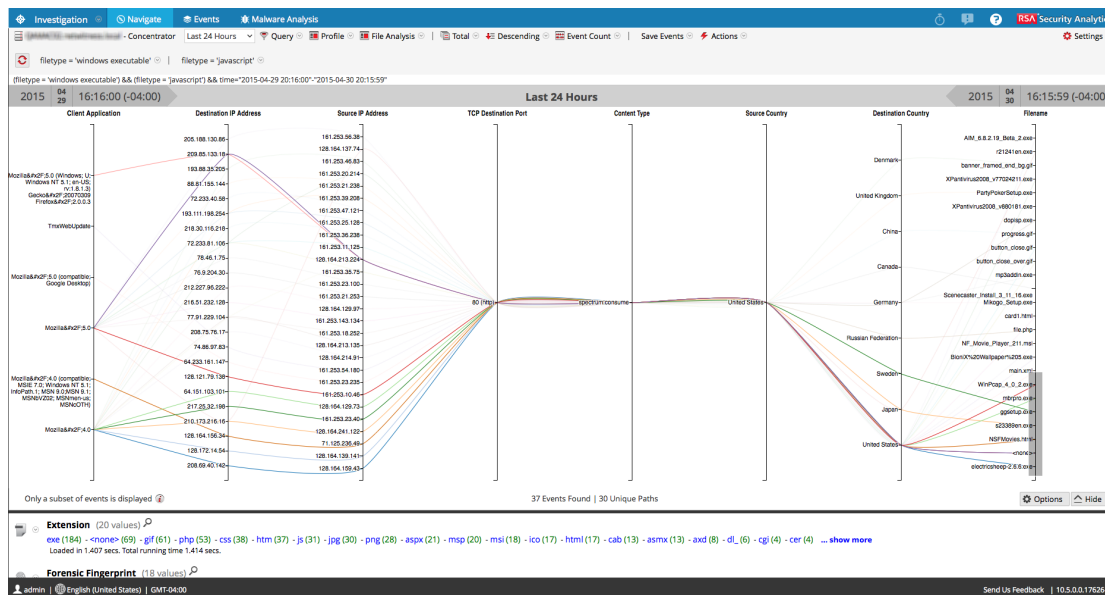 Investigation Navigate Events Malware Analysis RSA Security Analytic
- Concentrator Last 24 Hours Query Profile File Analysis | Total Descending Event Count | Save Events Actions Settings
filetype = 'windows executable' | filetype = 'javascript'
(filetype = 'windows executable') && (filetype = 'javascript') && time="2015-04-29 20:16:00"-"2015-04-30 20:15:59"
2015 04 29 16:16:00 (-04:00) Last 24 Hours 2015 04 30 16:15:59 (-04:00
Client Application Destination IP Address Source IP Address TCP Destination Port Content Type Source Country Destination Country Filename
Mozilla&#x2F;5.0 (Windows; U;
Windows NT 5.1; en-US;
rv:1.8.1.3)
Gecko&#x2F;20070309
Firefox&#x2F;2.0.0.3
TmxWebUpdate
Mozilla&#x2F;5.0 (compatible;
Google Desktop)
Mozilla&#x2F;5.0
Mozilla&#x2F;4.0 (compatible;
MSIE 7.0; Windows NT 5.1;
InfoPath.1; MSN 9.0;MSN 9.1;
MSNbVZ02; MSNmen-us;
MSNcOTH)
Mozilla&#x2F;4.0
205.188.130.86
209.85.133.18
193.88.35.205
88.81.155.144
72.233.40.58
193.111.198.254
218.30.116.218
72.233.81.106
78.46.1.75
76.9.204.30
212.227.96.222
216.51.232.128
77.91.229.104
208.75.76.17
74.86.97.83
64.233.161.147
128.121.79.138
64.151.103.101
217.25.32.198
210.173.216.16
128.164.156.34
128.172.14.54
208.69.40.142
161.253.56.38
128.164.137.74
161.253.46.83
161.253.20.214
161.253.21.236
161.253.39.208
161.253.47.121
161.253.25.126
161.253.36.238
161.253.11.125
128.164.213.224
161.253.35.75
161.253.23.100
161.253.21.253
128.164.129.97
161.253.143.134
161.253.18.252
128.164.213.135
128.164.214.91
161.253.54.180
161.253.23.235
161.253.10.46
128.164.129.73
161.253.23.40
128.164.241.122
71.125.236.49
128.164.139.141
128.164.159.43
80 (http)
spectrum:consume
United States
Denmark
United Kingdom
China
Canada
Germany
Russian Federation
Sweden
Japan
United States
AIM_6.8.2.19_Beta_2.exe
r21241en.exe
banner_framed_end_bg.gif
XPantivirus2008_v77024211.exe
PartyPokerSetup.exe
XPantivirus2008_v880181.exe
dopisp.exe
progress.gif
button_close.gif
button_close_over.gif
mp3addin.exe
Scenecaster_Install_3_11_16.exe
Mikogo_Setup.exe
card1.html
file.php
NF_Movie_Player_211.msi
BioniX%20Wallpaper%205.exe
main.xml
WinPcap_4_0_2.exe
mbrpro.exe
ggsetup.exe
s23389en.exe
NSFMovies.html
<none>
electricsheep-2.6.6.exe
Only a subset of events is displayed 37 Events Found | 30 Unique Paths Options Hide
Extension (20 values)
exe (184) - <none> (69) - gif (61) - php (53) - css (38) - htm (37) - js (31) - jpg (30) - png (28) - aspx (21) - msp (20) - msi (18) - ico (17) - html (17) - cab (13) - asmx (13) - axd (8) - dl_ (6) - cgi (4) - cer (4) ... show more
Loaded in 1.407 secs. Total running time 1.414 secs.
Forensic Fingerprint (18 values)
admin | English (United States) | GMT-04:00 Send Us Feedback | 10.5.0.0.17626